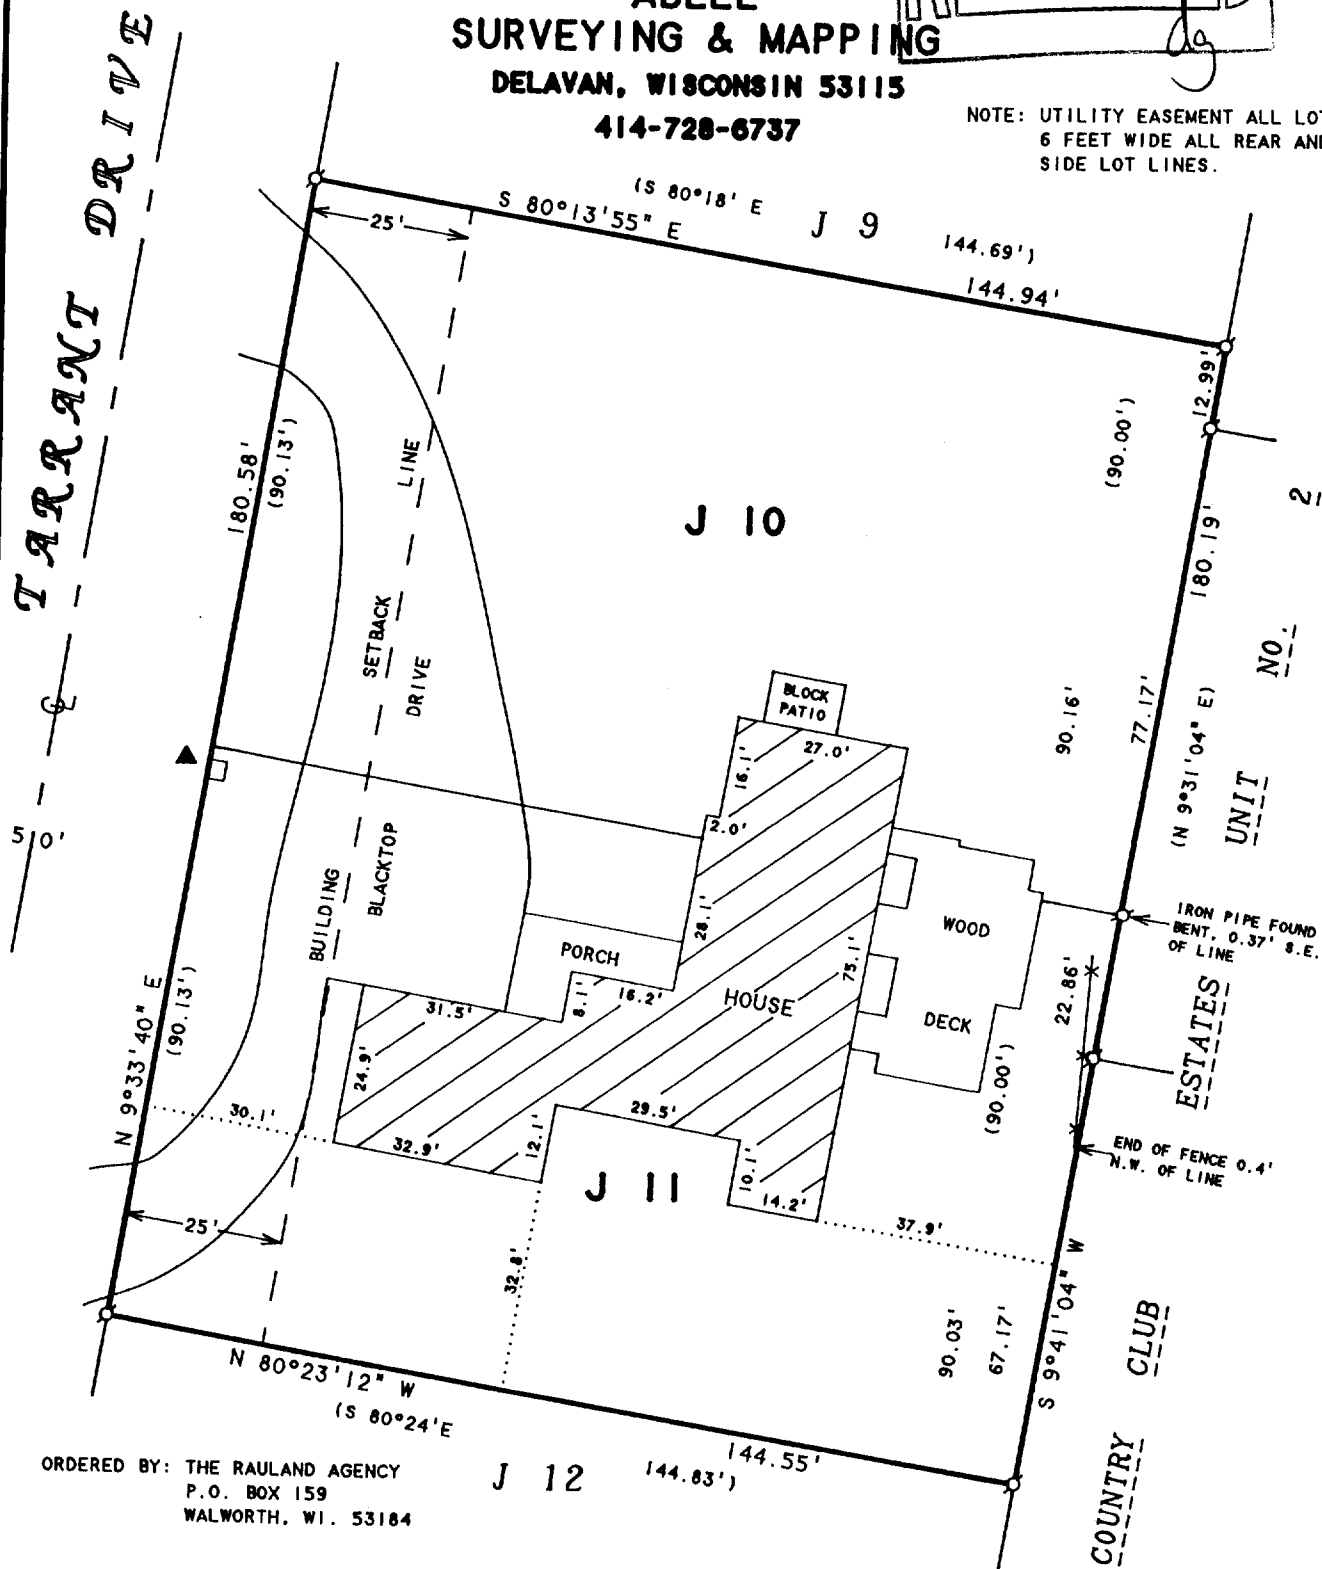 SURVEYING & MAPPING
DELAVAN, WISCONSIN 53115
414-728-6737
NOTE: UTILITY EASEMENT ALL LOT
6 FEET WIDE ALL REAR AND
SIDE LOT LINES.
TARRANT DRIVE
(S 80°18' E
144.69')
S 80°13'55" E
144.94'
J 9
25'
12.99'
(90.00')
180.58'
(90.13')
LINE
SETBACK
BUILDING
J 10
180.19'
DRIVE
BLACKTOP
BLOCK
PATIO
27.0'
16.1'
2.0'
90.16'
77.17'
(N 9°31'04" E)
NO.
UNIT
ESTATES
CLUB
COUNTRY
50'
28.1'
PORCH
75.1'
WOOD
DECK
IRON PIPE FOUND
BENT, 0.37' S.E.
OF LINE
22.86'
31.5'
8.1'
16.2'
HOUSE
N 9°33'40" E
(90.13')
24.9'
30.1'
32.9'
12.1'
29.5'
(90.00')
END OF FENCE 0.4'
N.W. OF LINE
J 11
10.1'
14.2'
37.9'
25'
32.8'
S 9°41'04" W
90.03'
67.17'
N 80°23'12" W
144.55'
(S 80°24'E
144.83')
J 12
ORDERED BY: THE RAULAND AGENCY
P.O. BOX 159
WALWORTH, WI. 53184